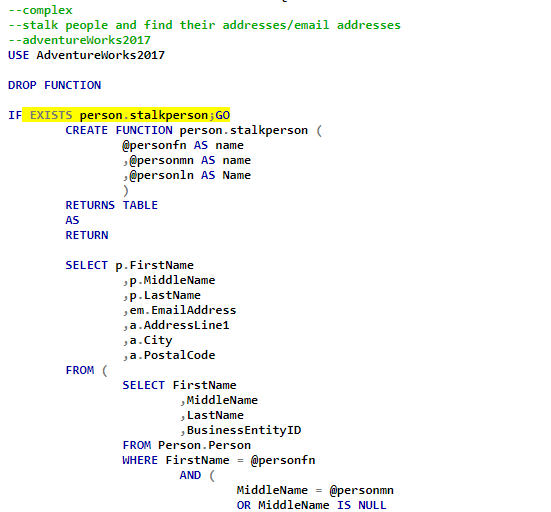 --complex
--stalk people and find their addresses/email addresses
--adventureWorks2017
USE AdventureWorks2017
DROP FUNCTION
IF EXISTS person.stalkperson;GO
CREATE FUNCTION person.stalkperson (
@personfn AS name
,@personmn AS name
,@personln AS Name
)
RETURNS TABLE
AS
RETURN
SELECT p.FirstName
,p.MiddleName
,p.LastName
,em.EmailAddress
,a.AddressLine1
,a.City
,a.PostalCode
FROM (
SELECT FirstName
,MiddleName
,LastName
,BusinessEntityID
FROM Person.Person
WHERE FirstName = @personfn
AND (
MiddleName = @personmn
OR MiddleName IS NULL